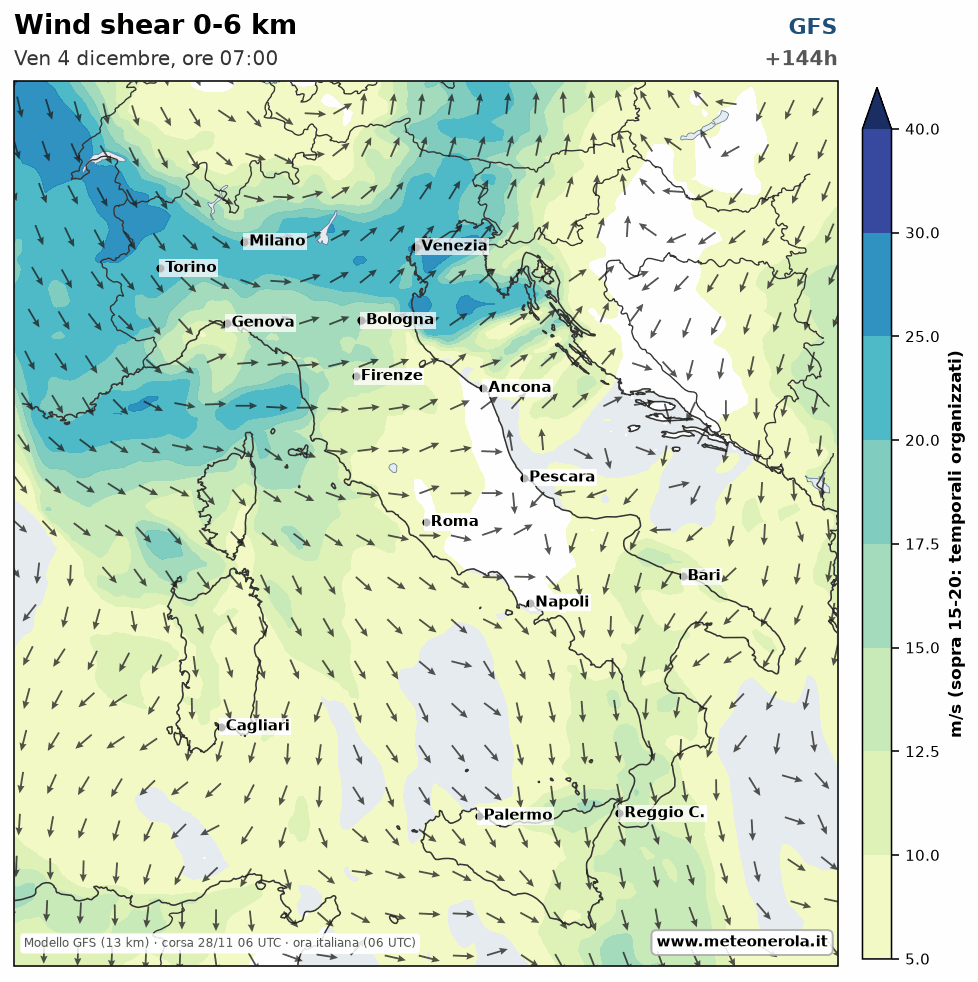 Wind shear 0-6 km
GFS
Ven 4 dicembre, ore 07:00
+144h
40.0
30.0
25.0
20.0
17.5
15.0
12.5
10.0
5.0
m/s (sopra 15-20: temporali organizzati)
Milano
Venezia
Torino
Genova
Bologna
Firenze
Ancona
Pescara
Roma
Bari
Napoli
Cagliari
Palermo
Reggio C.
Modello GFS (13 km) · corsa 28/11 06 UTC · ora italiana (06 UTC)
www.meteonerola.it